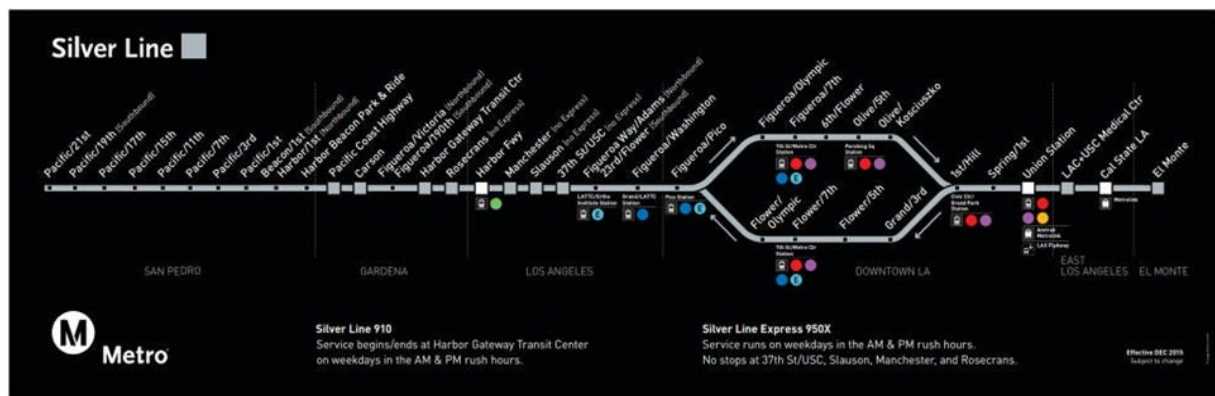 Silver Line
Pacific/21st
Pacific/19th (Southbound)
Pacific/17th
Pacific/15th
Pacific/11th
Pacific/7th
Pacific/3rd
Pacific/1st
Beacon/1st (Southbound)
Harbor/1st (Northbound)
Harbor Beacon Park & Ride
Pacific Coast Highway
Carson
Figueroa/Victoria (Northbound)
Figueroa/190th (Southbound)
Harbor Gateway Transit Ctr
Rosecrans (no Express)
Harbor Fwy
Manchester (no Express)
Slauson (no Express)
37th St/USC (no Express)
Figueroa Way/Adams (Northbound)
23rd/Flower (Southbound)
Figueroa/Washington
Figueroa/Pico
Figueroa/Olympic
Figueroa/7th
6th/Flower
Olive/5th
Olive/
Kosciuszko
1st/Hill
Spring/1st
Union Station
LAC+USC Medical Ctr
Cal State LA
El Monte
7th St/Metro Ctr
Station
E
Pershing Sq
Station
LATTC/Ortho
Institute Station
E
Grand/LATTC
Station
Pico Station
E
Flower/
Olympic
Flower/7th
Flower/5th
Grand/3rd
7th St/Metro Ctr
Station
E
Civic Ctr/
Grand Park
Station
Amtrak
Metrolink
LAX Flyaway
Metrolink
SAN PEDRO
GARDENA
LOS ANGELES
DOWNTOWN LA
EAST
LOS ANGELES
EL MONTE
M
Metro
Silver Line 910
Service begins/ends at Harbor Gateway Transit Center
on weekdays in the AM & PM rush hours.
Silver Line Express 950X
Service runs on weekdays in the AM & PM rush hours.
No stops at 37th St/USC, Slauson, Manchester, and Rosecrans.
Effective DEC 2015
Subject to change